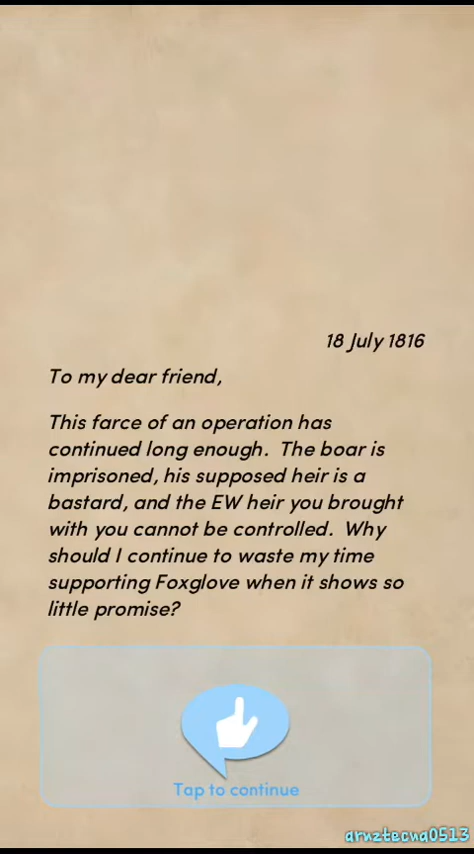 18 July 1816
To my dear friend,
This farce of an operation has
continued long enough.  The boar is
imprisoned, his supposed heir is a
bastard, and the EW heir you brought
with you cannot be controlled.  Why
should I continue to waste my time
supporting Foxglove when it shows so
little promise?
Tap to continue
aruztecwa0513